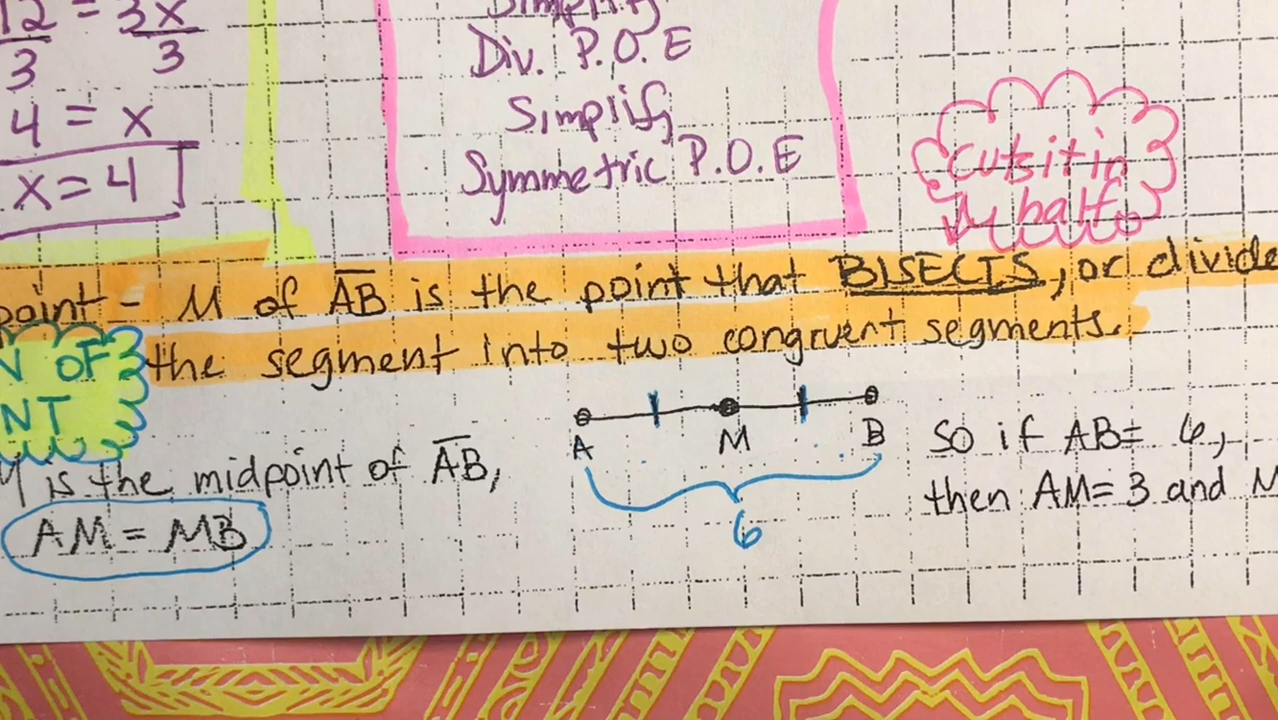 12 = 3x
3 3
4 = x
x = 4
Simplify
Div. P.O.E
Simplify
Symmetric P.O.E
Cuts it in
half
point - M of AB is the point that BISECTS, or divide
the segment into two congruent segments.
N OF
NT
M is the midpoint of AB,
AM = MB
A M B
6
So if AB = 6,
then AM = 3 and M